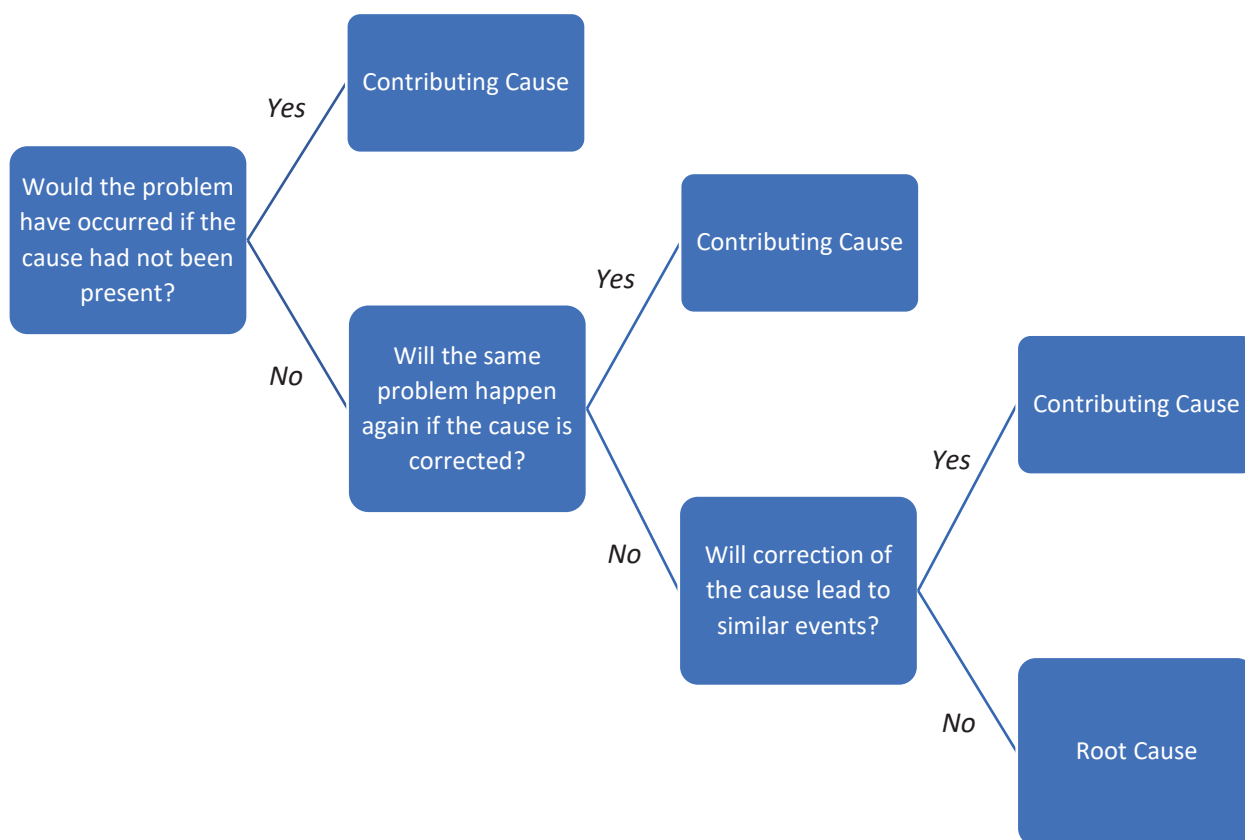 Contributing Cause
Yes
Would the problem
have occurred if the
cause had not been
present?
No
Contributing Cause
Yes
Will the same
problem happen
again if the cause is
corrected?
No
Contributing Cause
Yes
Will correction of
the cause lead to
similar events?
No
Root Cause